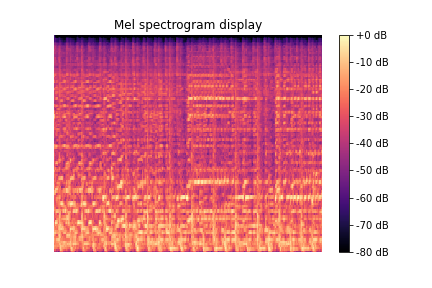 Mel spectrogram display
+0 dB
-10 dB
-20 dB
-30 dB
-40 dB
-50 dB
-60 dB
-70 dB
-80 dB